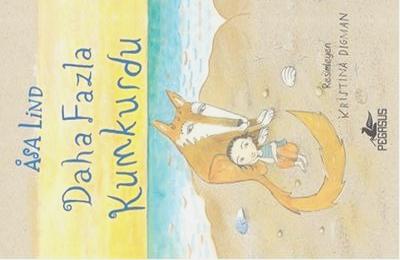 ÅSA LIND
Daha Fazla
Kumkurdu
Resimleyen
KRISTINA DIGMAN
PEGASUS